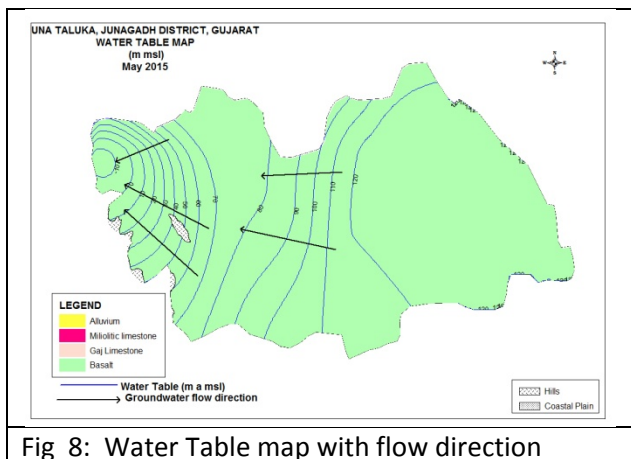 UNA TALUKA, JUNAGADH DISTRICT, GUJARAT
WATER TABLE MAP
(m msl)
May 2015
N
W
E
S
70
80
90
100
110
120
LEGEND
Alluvium
Miliolitic limestone
Gaj Limestone
Basalt
Water Table (m a msl)
Groundwater flow direction
Hills
Coastal Plain
Fig 8: Water Table map with flow direction